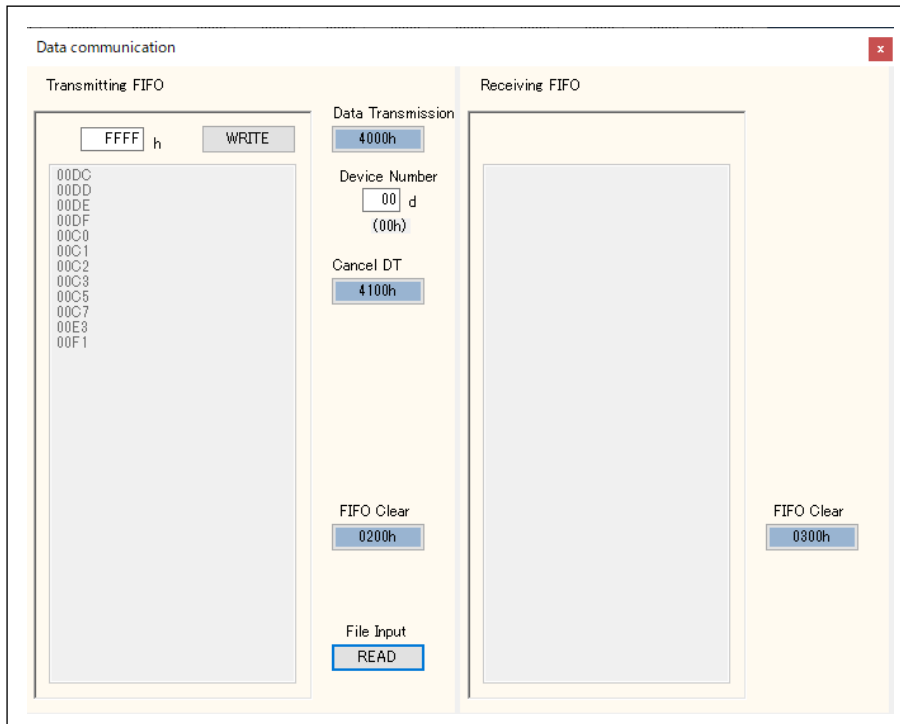 Data communication
x
Transmitting FIFO
FFFF h
WRITE
00DC
00DD
00DE
00DF
00C0
00C1
00C2
00C3
00C5
00C7
00E3
00F1
Data Transmission
4000h
Device Number
00 d
(00h)
Cancel DT
4100h
FIFO Clear
0200h
File Input
READ
Receiving FIFO
FIFO Clear
0300h